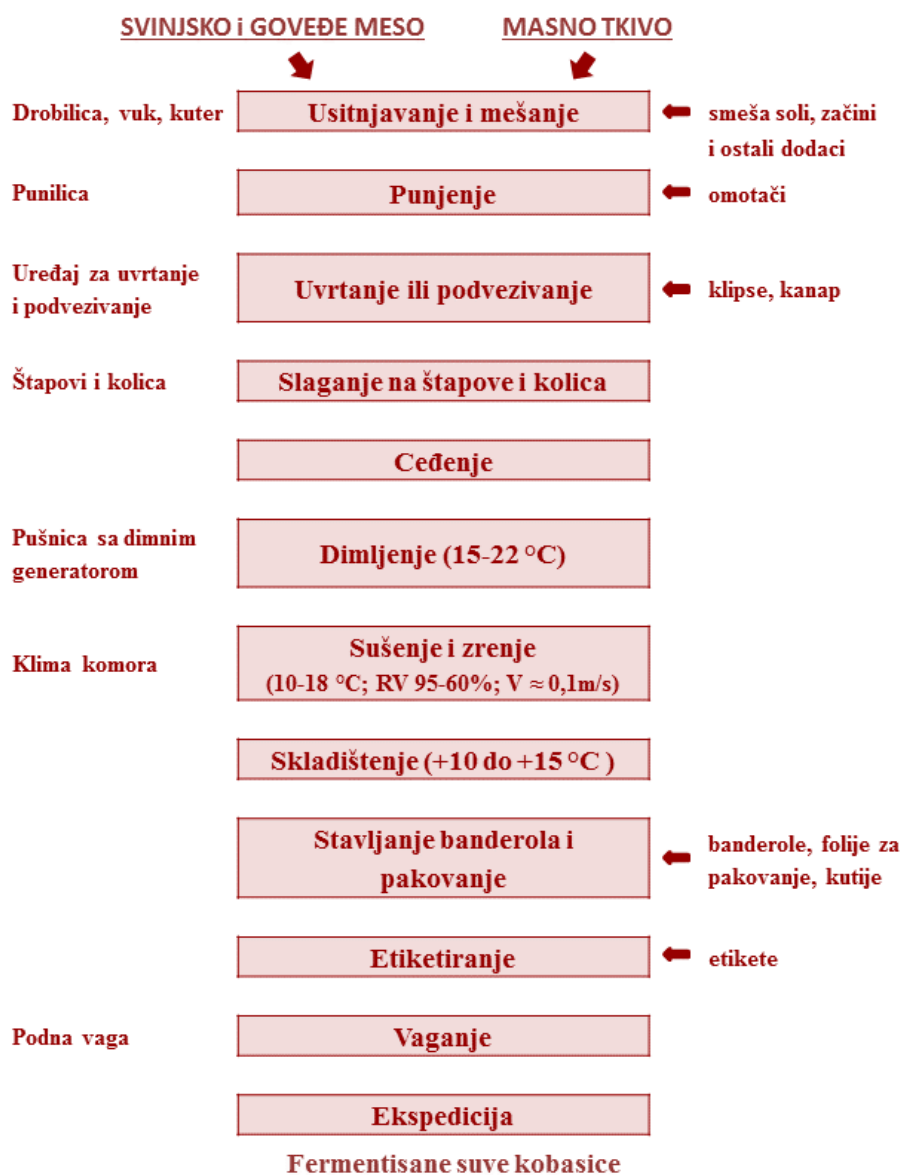 SVINJSKO i GOVEĐE MESO
MASNO TKIVO
Drobilica, vuk, kuter
Usitnjavanje i mešanje
smeša soli, začini
i ostali dodaci
Punilica
Punjenje
omotači
Uređaj za uvrtanje
i podvezivanje
Uvrtanje ili podvezivanje
klipse, kanap
Štapovi i kolica
Slaganje na štapove i kolica
Ceđenje
Pušnica sa dimnim
generatorom
Dimljenje (15-22 °C)
Klima komora
Sušenje i zrenje
(10-18 °C; RV 95-60%; V ≈ 0,1m/s)
Skladištenje (+10 do +15 °C )
Stavljanje banderola i
pakovanje
banderole, folije za
pakovanje, kutije
Etiketiranje
etikete
Podna vaga
Vaganje
Ekspedicija
Fermentisane suve kobasice